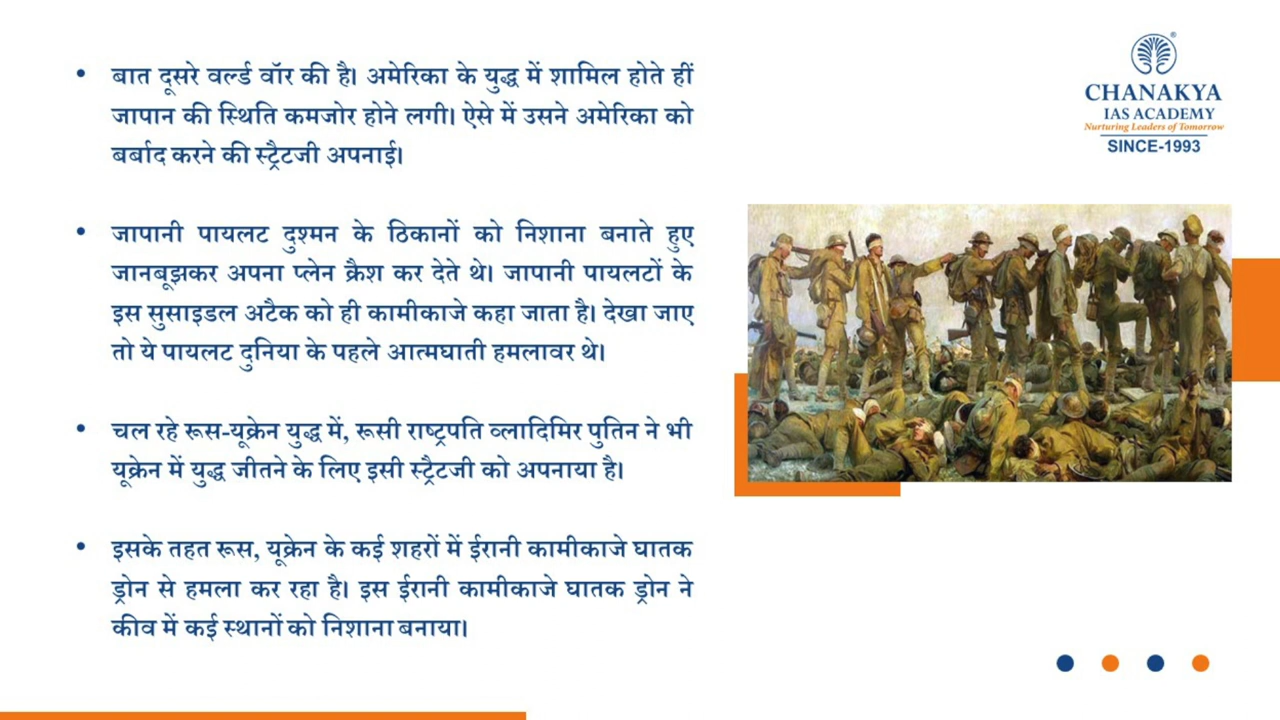 • बात दूसरे वर्ल्ड वॉर की है। अमेरिका के युद्ध में शामिल होते हीं
जापान की स्थिति कमजोर होने लगी। ऐसे में उसने अमेरिका को
बर्बाद करने की स्ट्रैटजी अपनाई।
• जापानी पायलट दुश्मन के ठिकानों को निशाना बनाते हुए
जानबूझकर अपना प्लेन क्रैश कर देते थे। जापानी पायलटों के
इस सुसाइडल अटैक को ही कामीकाजे कहा जाता है। देखा जाए
तो ये पायलट दुनिया के पहले आत्मघाती हमलावर थे।
• चल रहे रूस-यूक्रेन युद्ध में, रूसी राष्ट्रपति व्लादिमिर पुतिन ने भी
यूक्रेन में युद्ध जीतने के लिए इसी स्ट्रैटजी को अपनाया है।
• इसके तहत रूस, यूक्रेन के कई शहरों में ईरानी कामीकाजे घातक
ड्रोन से हमला कर रहा है। इस ईरानी कामीकाजे घातक ड्रोन ने
कीव में कई स्थानों को निशाना बनाया।
®
CHANAKYA
IAS ACADEMY
Nurturing Leaders of Tomorrow
SINCE-1993